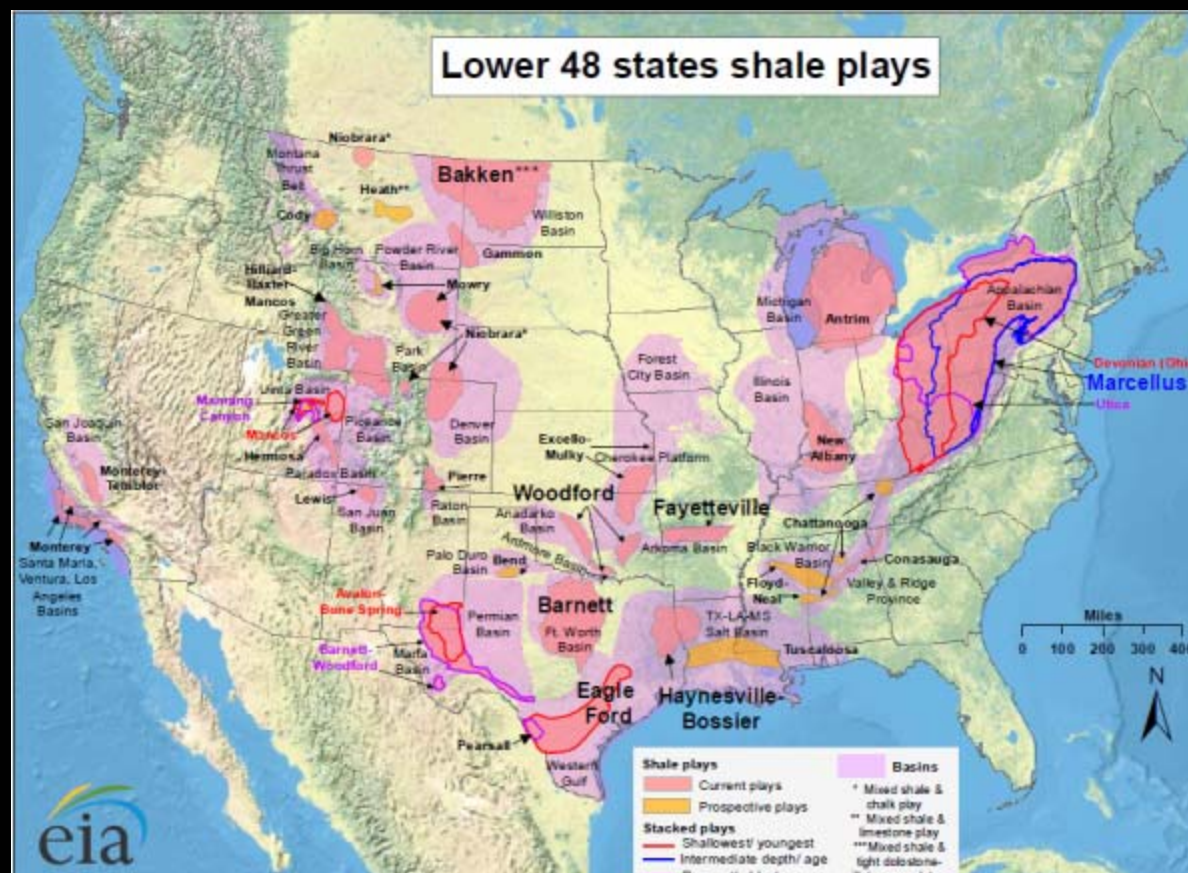 Lower 48 states shale plays
Niobrara*
Montana
Thrust
Belt
Bakken***
Heath**
Cody
Williston
Basin
Big Horn
Basin
Powder River
Basin
Gammon
Hilliard-
Baxter-
Mancos
Mowry
Greater
Green
River
Basin
Niobrara*
Park
Basin
Michigan
Basin
Antrim
Appalachian
Basin
Devonian (Ohi
Marcellus
Utica
Forest
City Basin
Illinois
Basin
Uinta Basin
Manning
Canyon
Mancos
Piceance
Basin
Denver
Basin
San Joaquin
Basin
Hermosa
Paradox Basin
Excello-
Mulky
Cherokee Platform
New
Albany
Monterey-
Temblor
Lewis
San Juan
Basin
Pierre
Raton
Basin
Woodford
Anadarko
Basin
Fayetteville
Arkoma Basin
Chattanooga
Monterey
Santa Maria,
Ventura, Los
Angeles
Basins
Palo Duro
Basin
Bend
Ardmore Basin
Black Warrior
Basin
Conasauga
Floyd-
Neal
Valley & Ridge
Province
Avalon-
Bone Spring
Permian
Basin
Barnett
Ft. Worth
Basin
TX-LA-MS
Salt Basin
Tuscaloosa
Barnett-
Woodford
Marfa
Basin
Eagle
Ford
Haynesville-
Bossier
Pearsall
Western
Gulf
Miles
0 100 200 300 400
N
Shale plays
Current plays
Prospective plays
Stacked plays
Shallowest/ youngest
Intermediate depth/ age
Basins
* Mixed shale &
chalk play
** Mixed shale &
limestone play
***Mixed shale &
tight dolostone-
eia